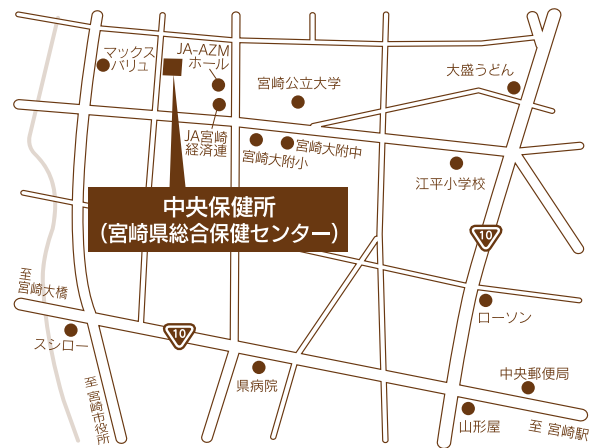 マックス
バリュ
JA-AZM
ホール
宮崎公立大学
大盛うどん
JA宮崎
経済連
宮崎大附小
宮崎大附中
江平小学校
中央保健所
(宮崎県総合保健センター)
10
至
宮崎大橋
ローソン
スシロー
10
県病院
中央郵便局
至 宮崎市役所
山形屋
至 宮崎駅